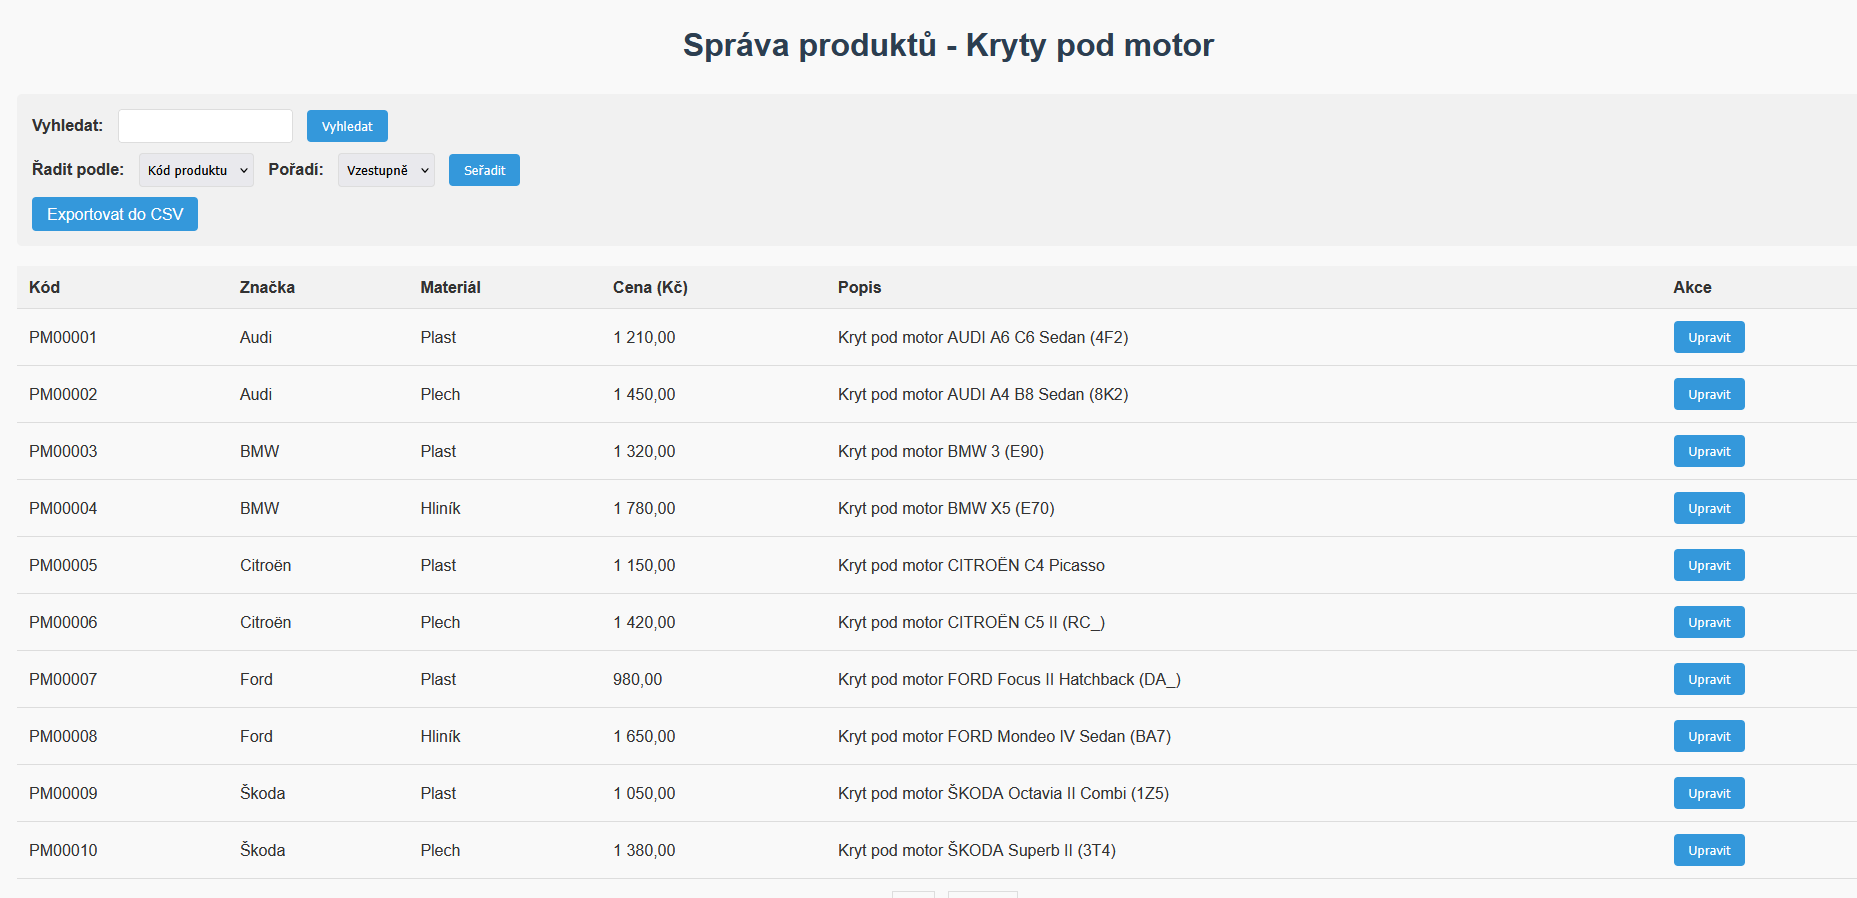 Správa produktů - Kryty pod motor
Vyhledat: Vyhledat
Řadit podle: Kód produktu Pořadí: Vzestupně Seřadit
Exportovat do CSV
Kód Značka Materiál Cena (Kč) Popis Akce
PM00001 Audi Plast 1 210,00 Kryt pod motor AUDI A6 C6 Sedan (4F2) Upravit
PM00002 Audi Plech 1 450,00 Kryt pod motor AUDI A4 B8 Sedan (8K2) Upravit
PM00003 BMW Plast 1 320,00 Kryt pod motor BMW 3 (E90) Upravit
PM00004 BMW Hliník 1 780,00 Kryt pod motor BMW X5 (E70) Upravit
PM00005 Citroën Plast 1 150,00 Kryt pod motor CITROËN C4 Picasso Upravit
PM00006 Citroën Plech 1 420,00 Kryt pod motor CITROËN C5 II (RC_) Upravit
PM00007 Ford Plast 980,00 Kryt pod motor FORD Focus II Hatchback (DA_) Upravit
PM00008 Ford Hliník 1 650,00 Kryt pod motor FORD Mondeo IV Sedan (BA7) Upravit
PM00009 Škoda Plast 1 050,00 Kryt pod motor ŠKODA Octavia II Combi (1Z5) Upravit
PM00010 Škoda Plech 1 380,00 Kryt pod motor ŠKODA Superb II (3T4) Upravit